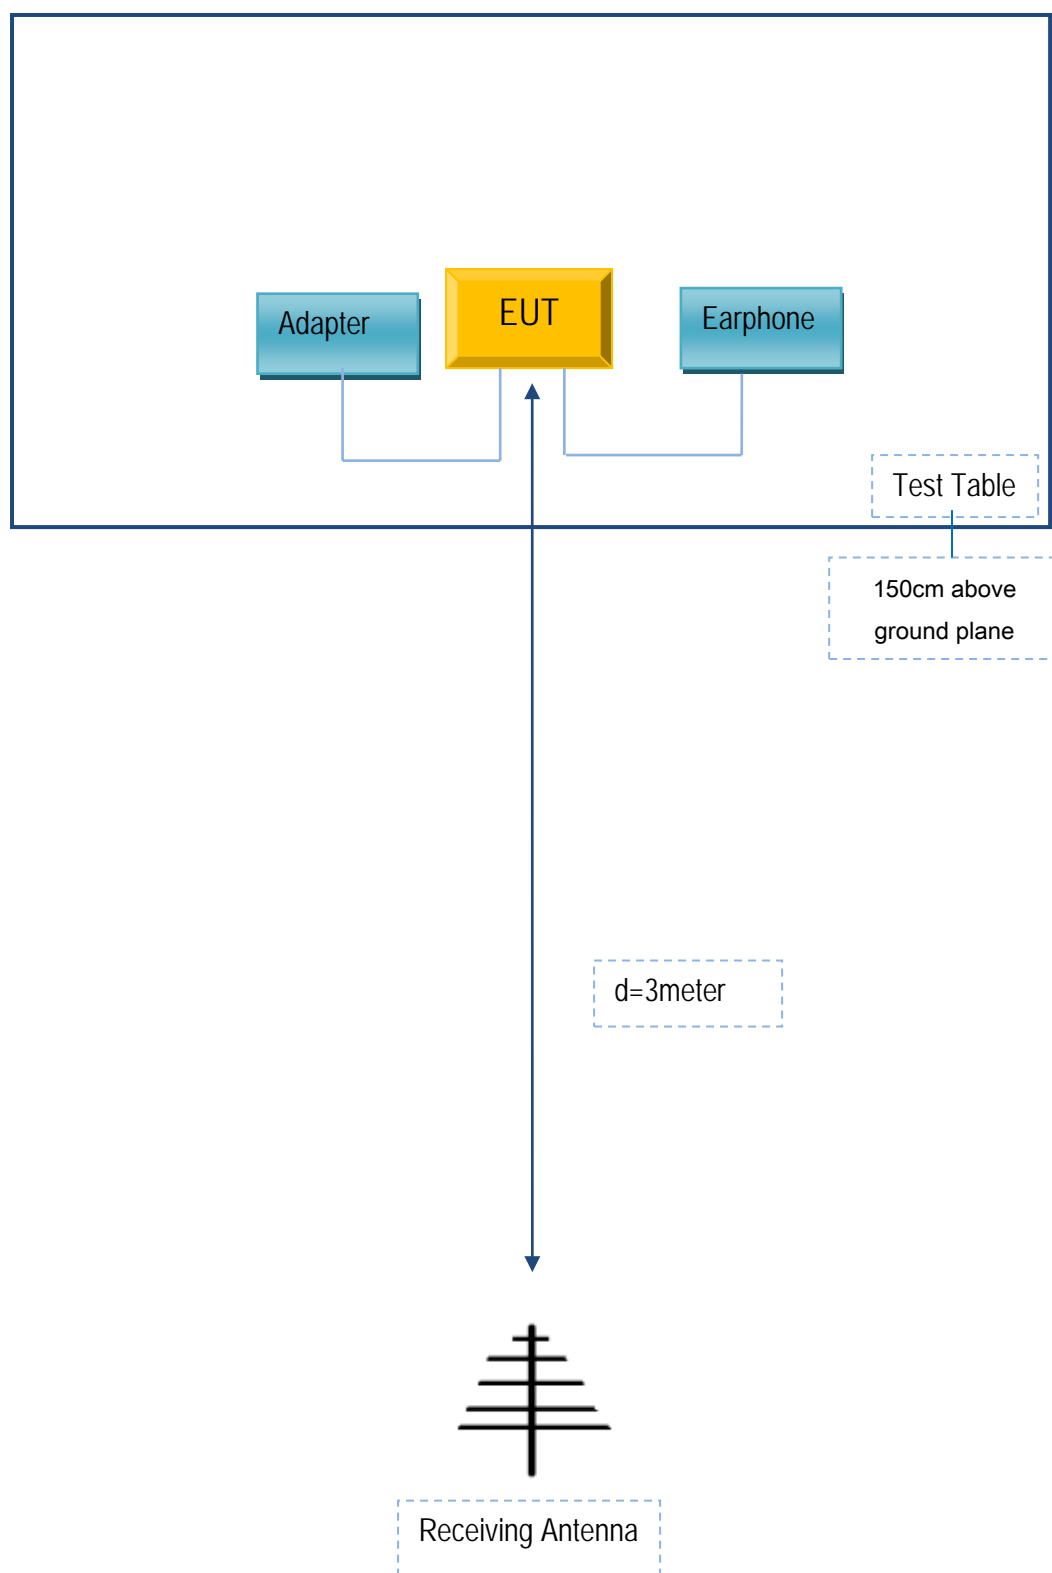 Adapter
EUT
Earphone
Test Table
150cm above
ground plane
d=3meter
Receiving Antenna